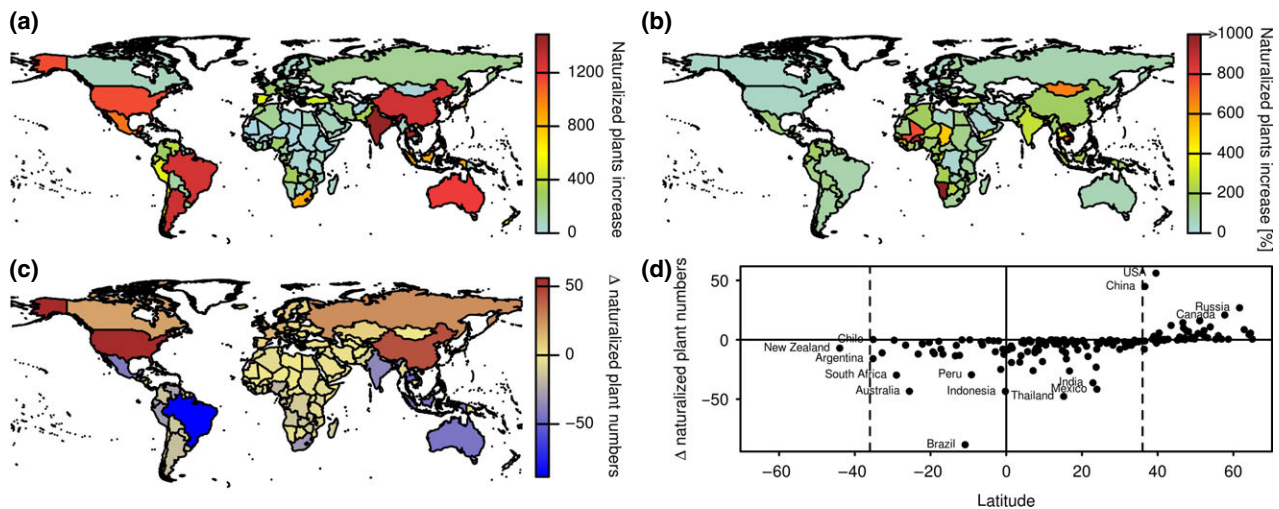 (a)
1200
800
400
0
Naturalized plants increase
(b)
>1000
800
600
400
200
0
Naturalized plants increase [%]
(c)
50
0
−50
Δ naturalized plant numbers
(d)
50
0
−50
Δ naturalized plant numbers
USA
China
Russia
Canada
Chile
New Zealand
Argentina
South Africa
Peru
India
Australia
Indonesia
Mexico
Thailand
Brazil
−60
−40
−20
0
20
40
60
Latitude